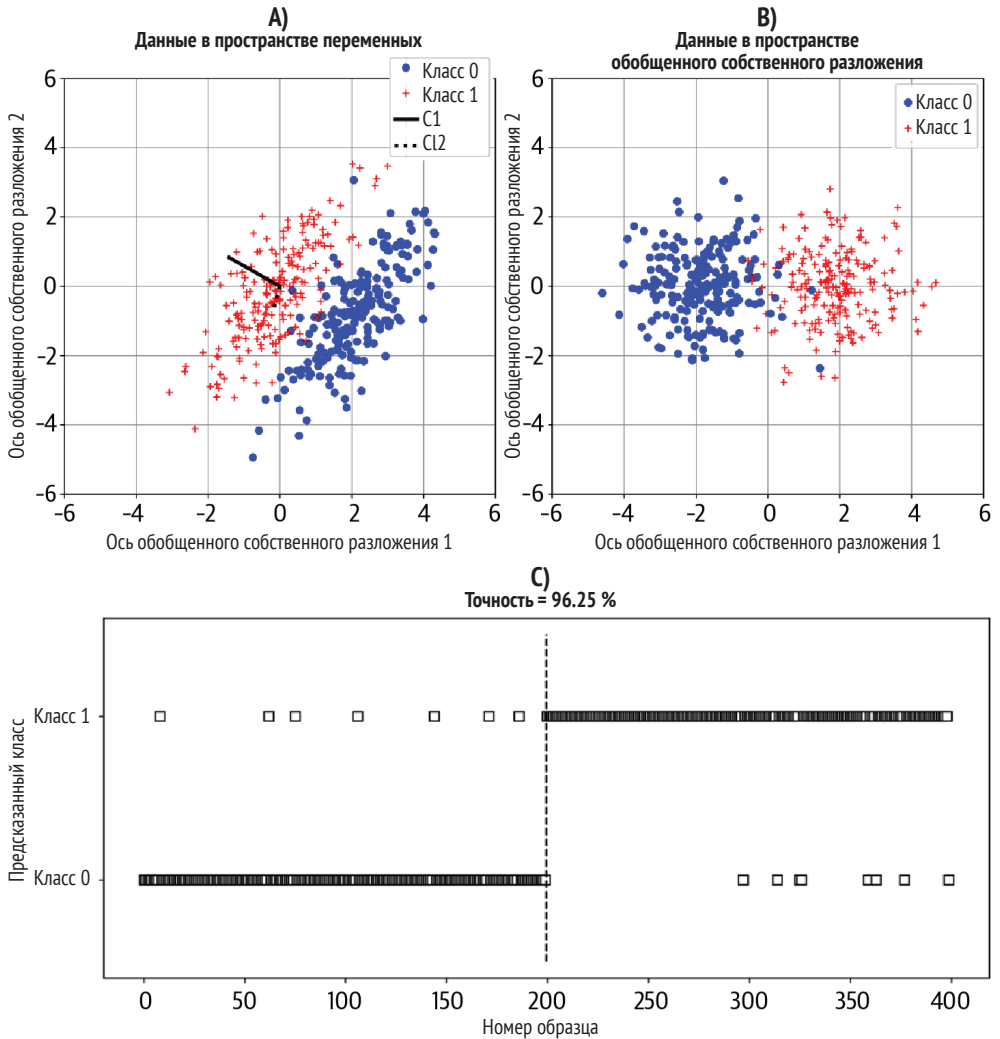 A)
Данные в пространстве переменных
Класс 0
Класс 1
C1
Cl2
6
4
2
0
–2
–4
–6
–6
–4
–2
0
2
4
6
Ось обобщенного собственного разложения 2
Ось обобщенного собственного разложения 1
B)
Данные в пространстве
обобщенного собственного разложения
Класс 0
Класс 1
6
4
2
0
–2
–4
–6
–6
–4
–2
0
2
4
6
Ось обобщенного собственного разложения 2
Ось обобщенного собственного разложения 1
C)
Точность = 96.25 %
Предсказанный класс
Класс 1
Класс 0
0
50
100
150
200
250
300
350
400
Номер образца